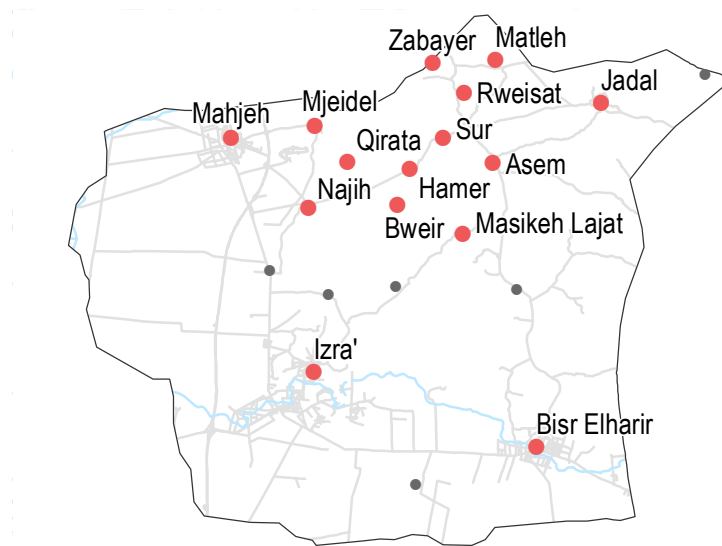 Zabayer
Matleh
Jadal
Rweisat
Mahjeh
Mjeidel
Sur
Qirata
Asem
Najih
Hamer
Bweir
Masikeh Lajat
Izra'
Bisr Elharir